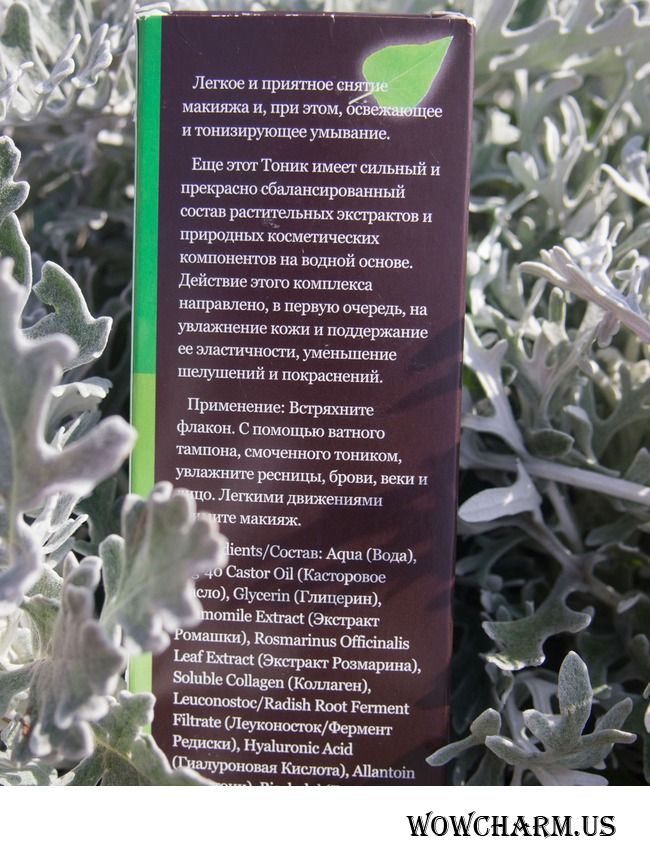 Легкое и приятное снятие
макияжа и, при этом, освежающее
и тонизирующее умывание.
Еще этот Тоник имеет сильный и
прекрасно сбалансированный
состав растительных экстрактов и
природных косметических
компонентов на водной основе.
Действие этого комплекса
направлено, в первую очередь, на
увлажнение кожи и поддержание
ее эластичности, уменьшение
шелушений и покраснений.
Применение: Встряхните
флакон. С помощью ватного
тампона, смоченного тоником,
увлажните ресницы, брови, веки и
лицо. Легкими движениями
макияж.
Состав: Aqua (Вода),
40 Castor Oil (Касторовое
Glycerin (Глицерин),
Extract (Экстракт
Ромашки), Rosmarinus Officinalis
Leaf Extract (Экстракт Розмарина),
Soluble Collagen (Коллаген),
Leuconostoc/Radish Root Ferment
Filtrate (Леуконосток/Фермент
Редиски), Hyaluronic Acid
(Гиалуроновая Кислота), Allantoin
WOWCHARM.US